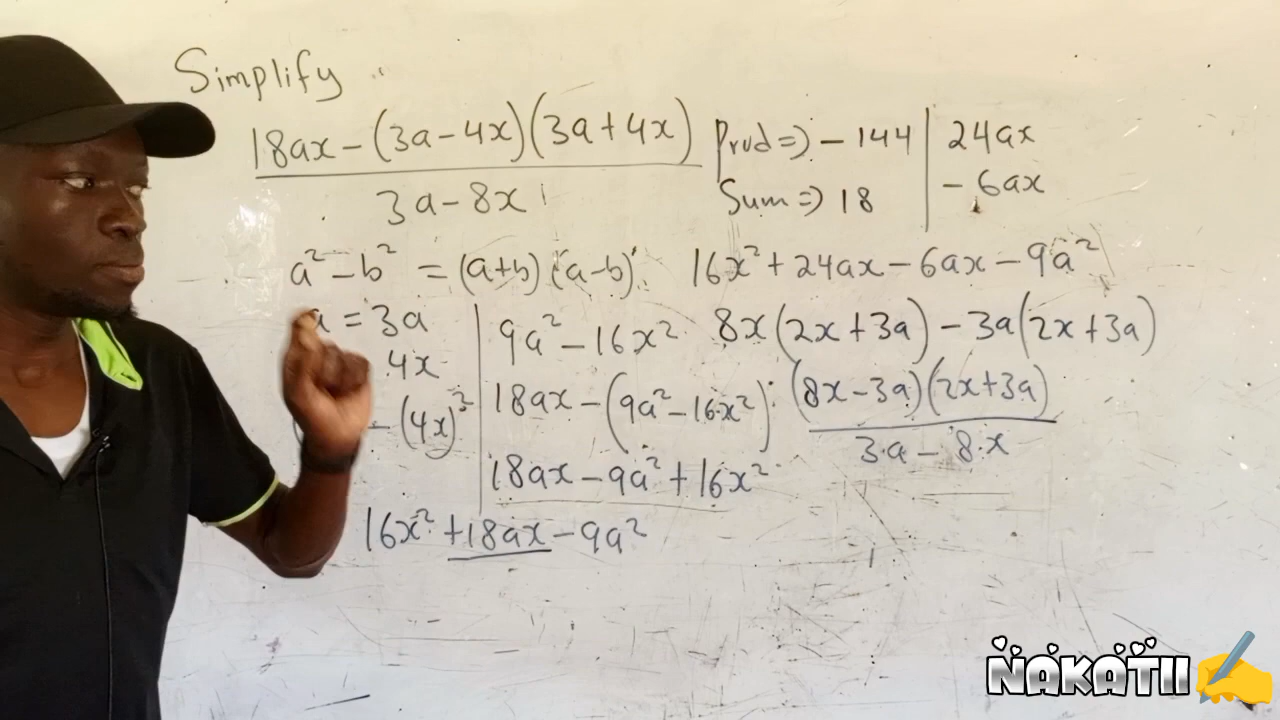 Simplify
18ax - (3a - 4x)(3a + 4x)
3a - 8x
Prod => - 144
24ax
Sum => 18
- 6ax
a² - b² = (a+b) (a-b)
a = 3a
4x
- (4x)²
9a² - 16x²
18ax - (9a² - 16x²)
18ax - 9a² + 16x²
16x² + 18ax - 9a²
16x² + 24ax - 6ax - 9a²
8x(2x + 3a) - 3a(2x + 3a)
(8x - 3a)(2x + 3a)
3a - 8x
NAKATII